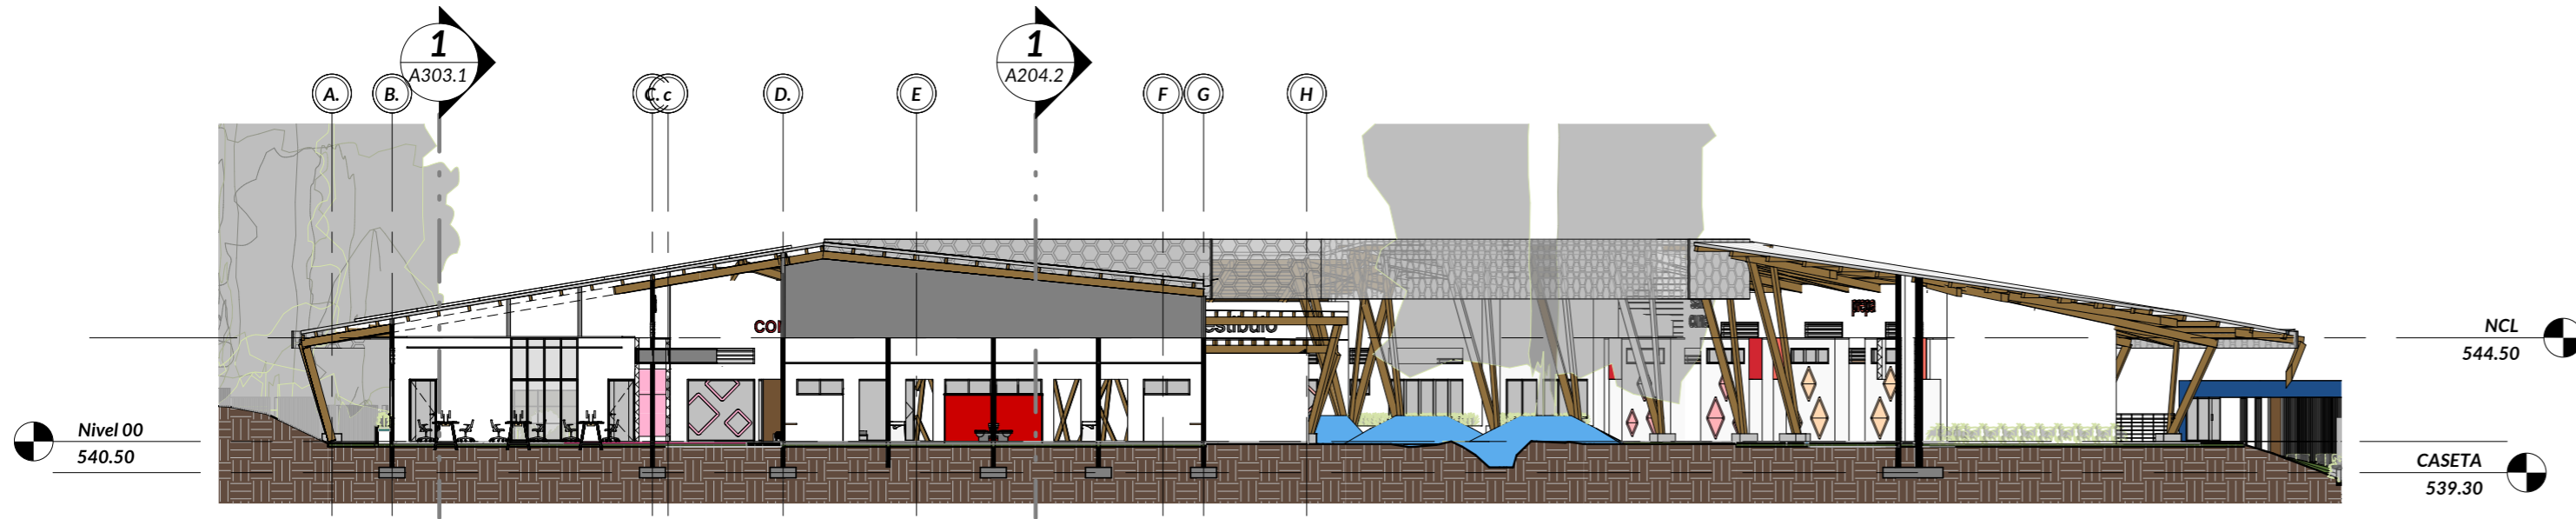 1
A303.1
1
A204.2
A.
B.
C.
c
D.
E
F
G
H
NCL
544.50
Nivel 00
540.50
CASETA
539.30